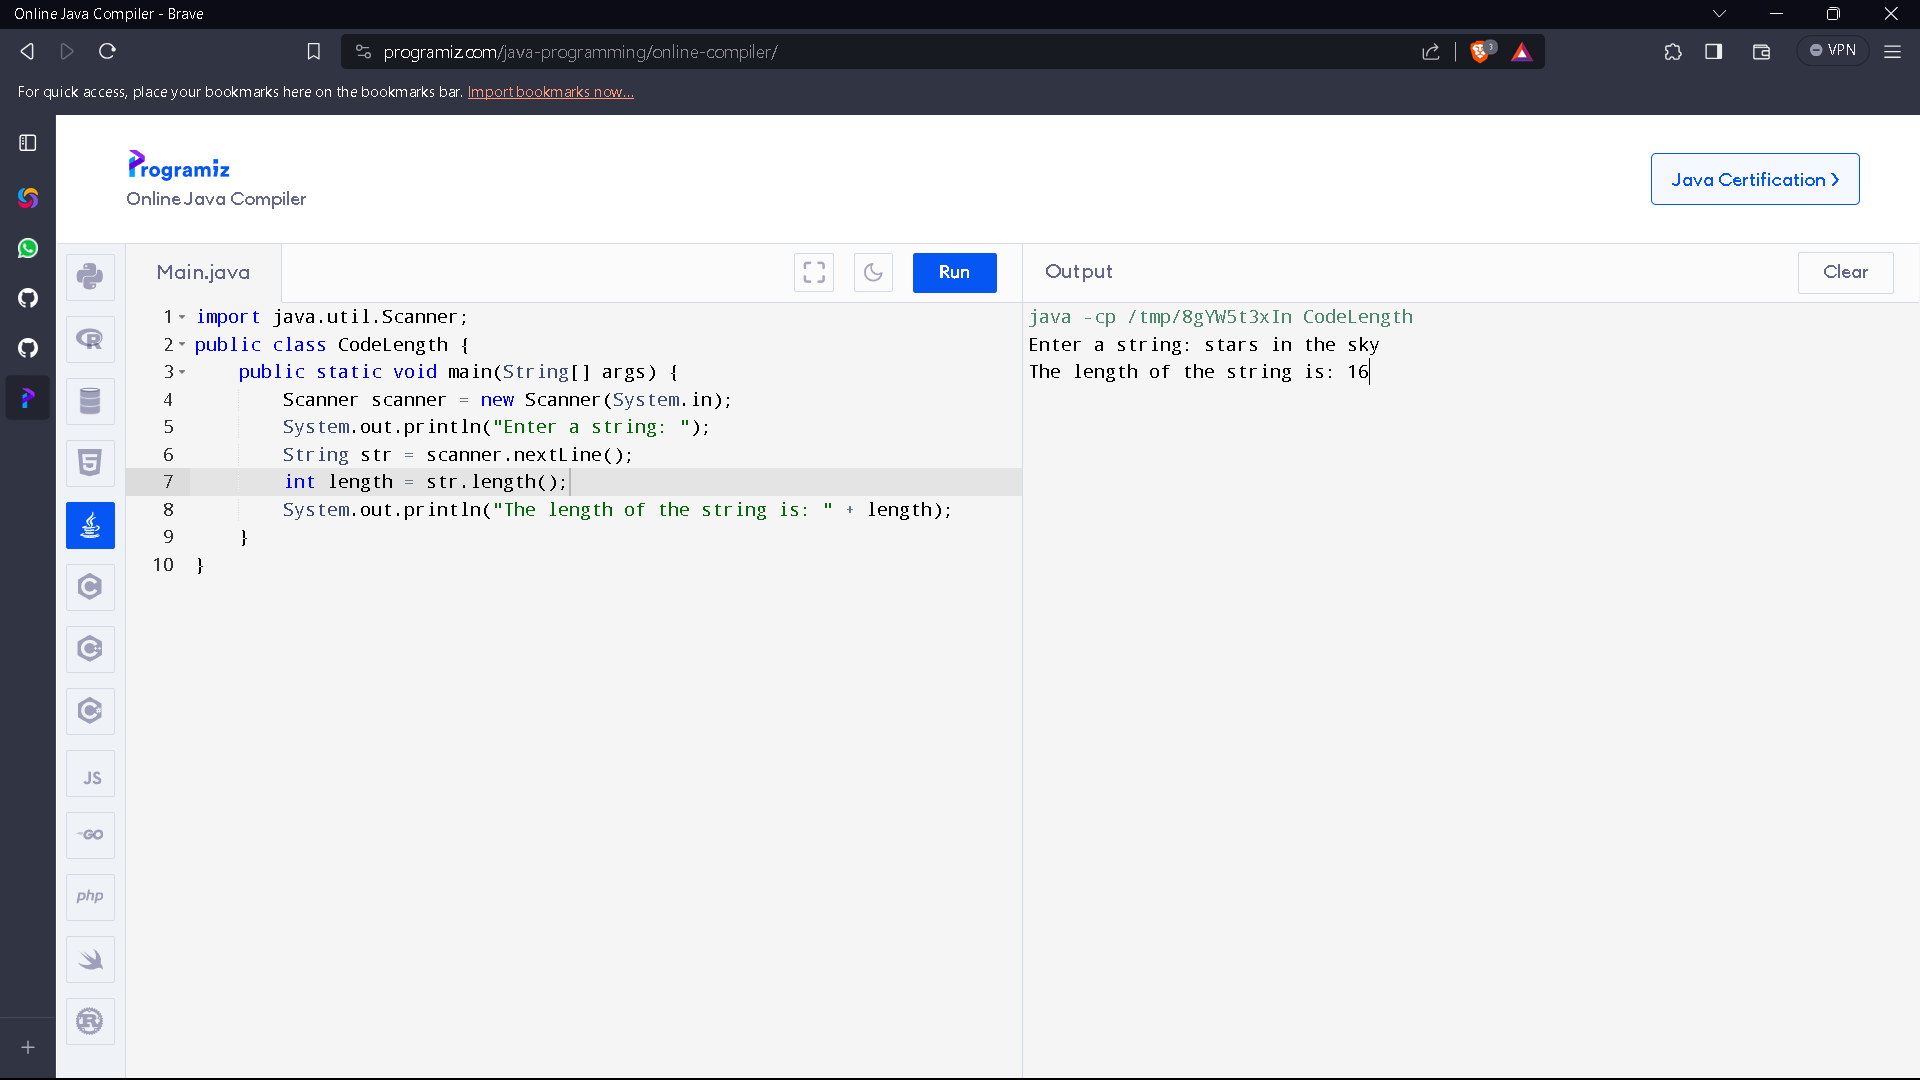 Online Java Compiler - Brave
programiz.com/java-programming/online-compiler/
3
VPN
For quick access, place your bookmarks here on the bookmarks bar. Import bookmarks now...
Programiz
Online Java Compiler
Java Certification >
Main.java
Run
Output
Clear
1 import java.util.Scanner;
2 public class CodeLength {
3 public static void main(String[] args) {
4 Scanner scanner = new Scanner(System.in);
5 System.out.println("Enter a string: ");
6 String str = scanner.nextLine();
7 int length = str.length();
8 System.out.println("The length of the string is: " + length);
9 }
10 }
java -cp /tmp/8gYW5t3xIn CodeLength
Enter a string: stars in the sky
The length of the string is: 16
R
5
C
C
C
JS
GO
php
R